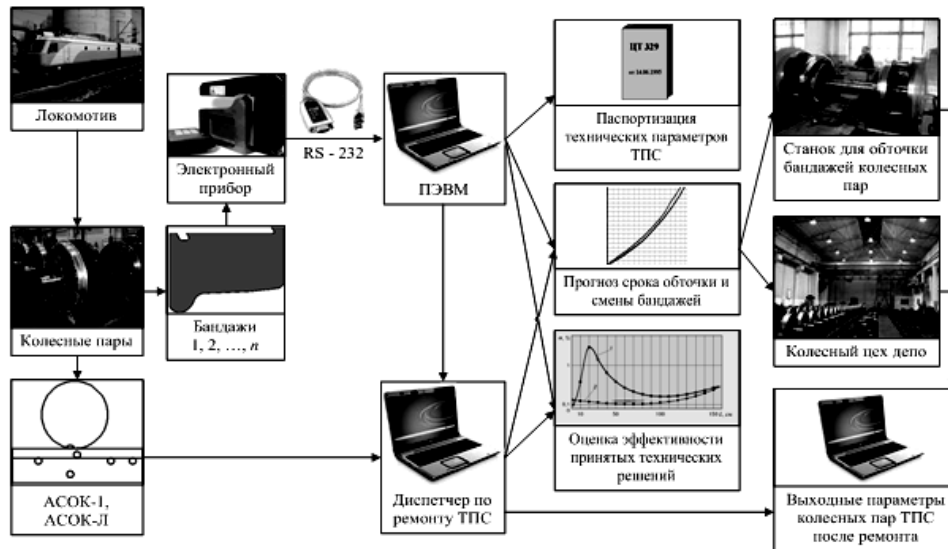 Локомотив
Колесные пары
АСОК-1,
АСОК-Л
Электронный
прибор
Бандажи
1, 2, …, n
RS - 232
ПЭВМ
Диспетчер по
ремонту ТПС
ЦТ 329
Паспортизация
технических параметров
ТПС
Прогноз срока обточки и
смены бандажей
Оценка эффективности
принятых технических
решений
Станок для обточки
бандажей колесных
пар
Колесный цех депо
Выходные параметры
колесных пар ТПС
после ремонта